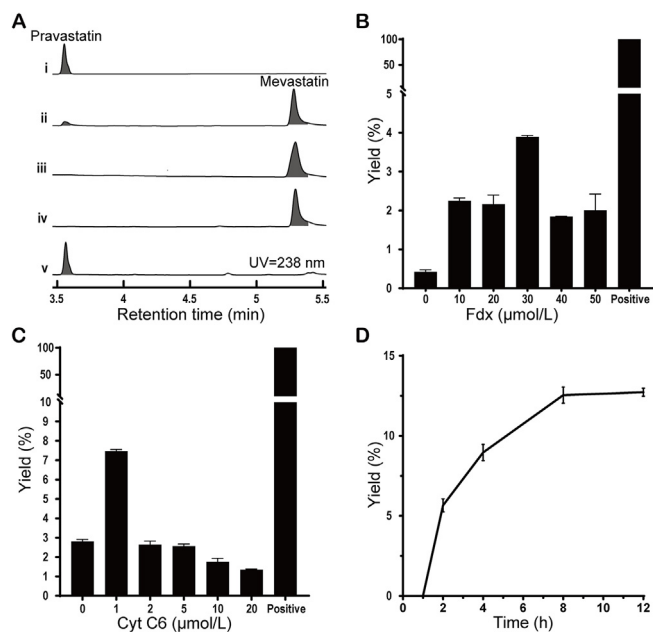 A
Pravastatin
Mevastatin
i
ii
iii
iv
v
UV=238 nm
3.5 4 4.5 5 5.5
Retention time (min)
B
Yield (%)
100
50
5
4
3
2
1
0
0 10 20 30 40 50 Positive
Fdx (μmol/L)
C
Yield (%)
100
50
10
9
8
7
6
5
4
3
2
1
0
0 1 2 5 10 20 Positive
Cyt C6 (μmol/L)
D
Yield (%)
15
10
5
0
0 2 4 6 8 10 12
Time (h)